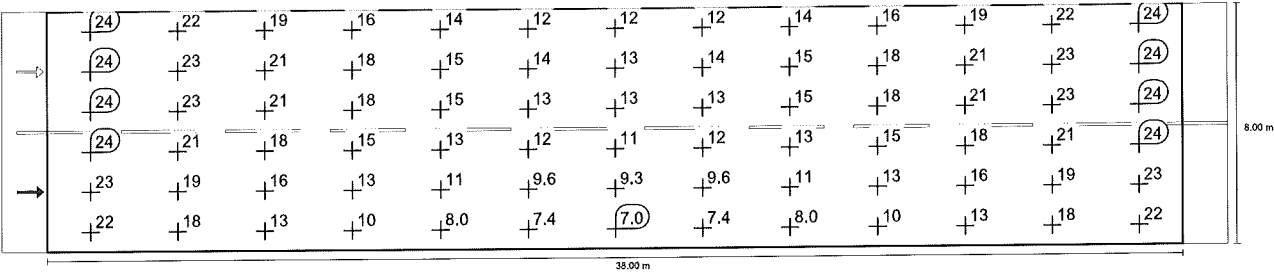 24 22 19 16 14 12 12 12 14 16 19 22 24
24 23 21 18 15 14 13 14 15 18 21 23 24
24 23 21 18 15 13 13 13 15 18 21 23 24
24 21 18 15 13 12 11 12 13 15 18 21 24
8.00 m
23 19 16 13 11 9.6 9.3 9.6 11 13 16 19 23
22 18 13 10 8.0 7.4 7.0 7.4 8.0 10 13 18 22
38.00 m